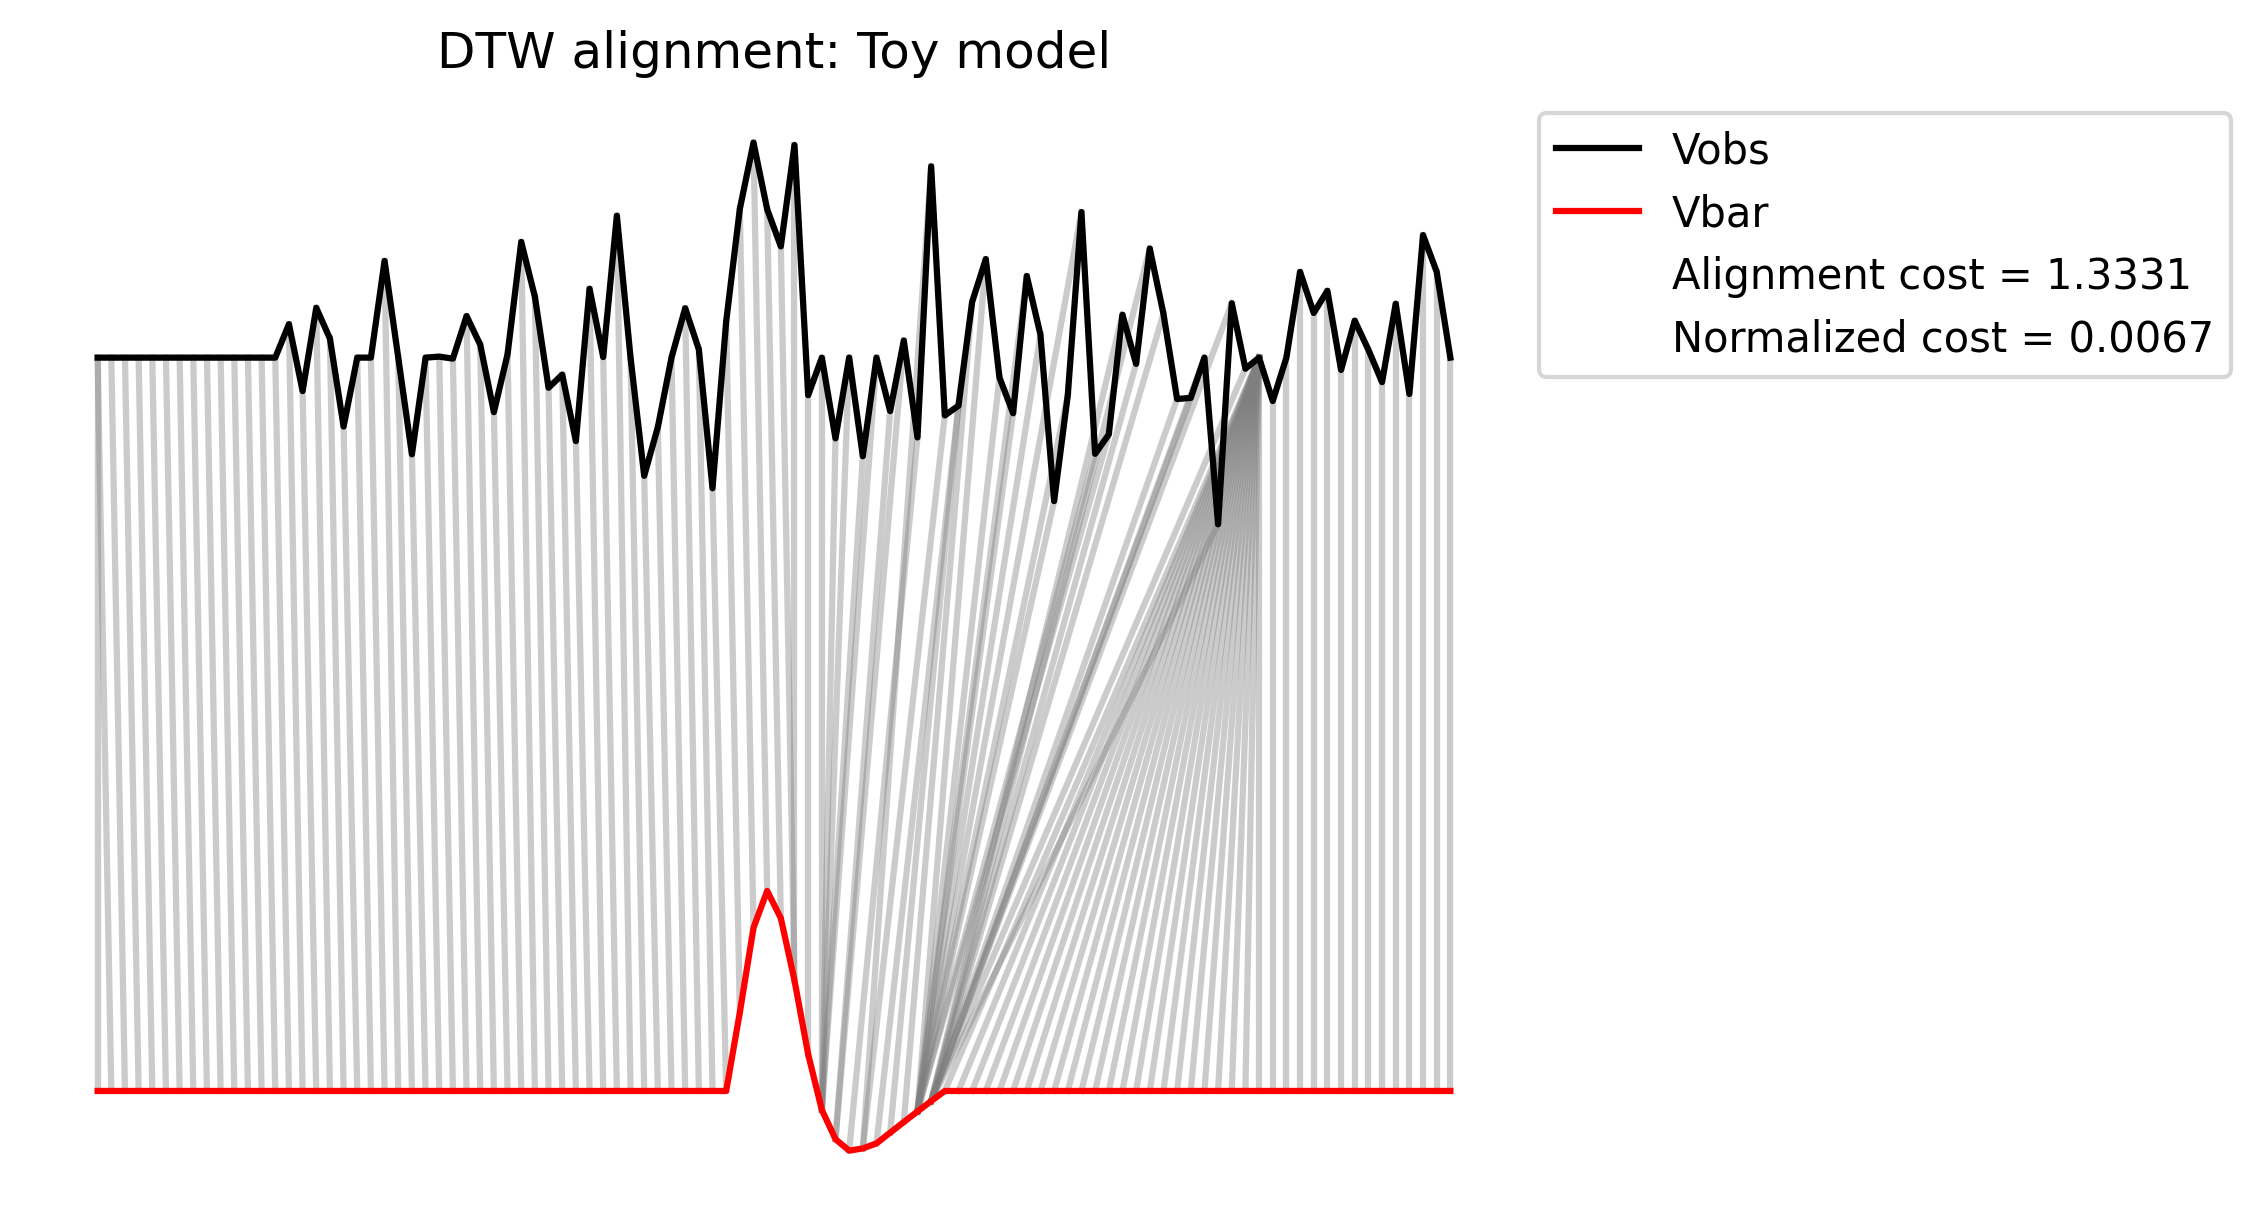 DTW alignment: Toy model
Vobs
Vbar
Alignment cost = 1.3331
Normalized cost = 0.0067